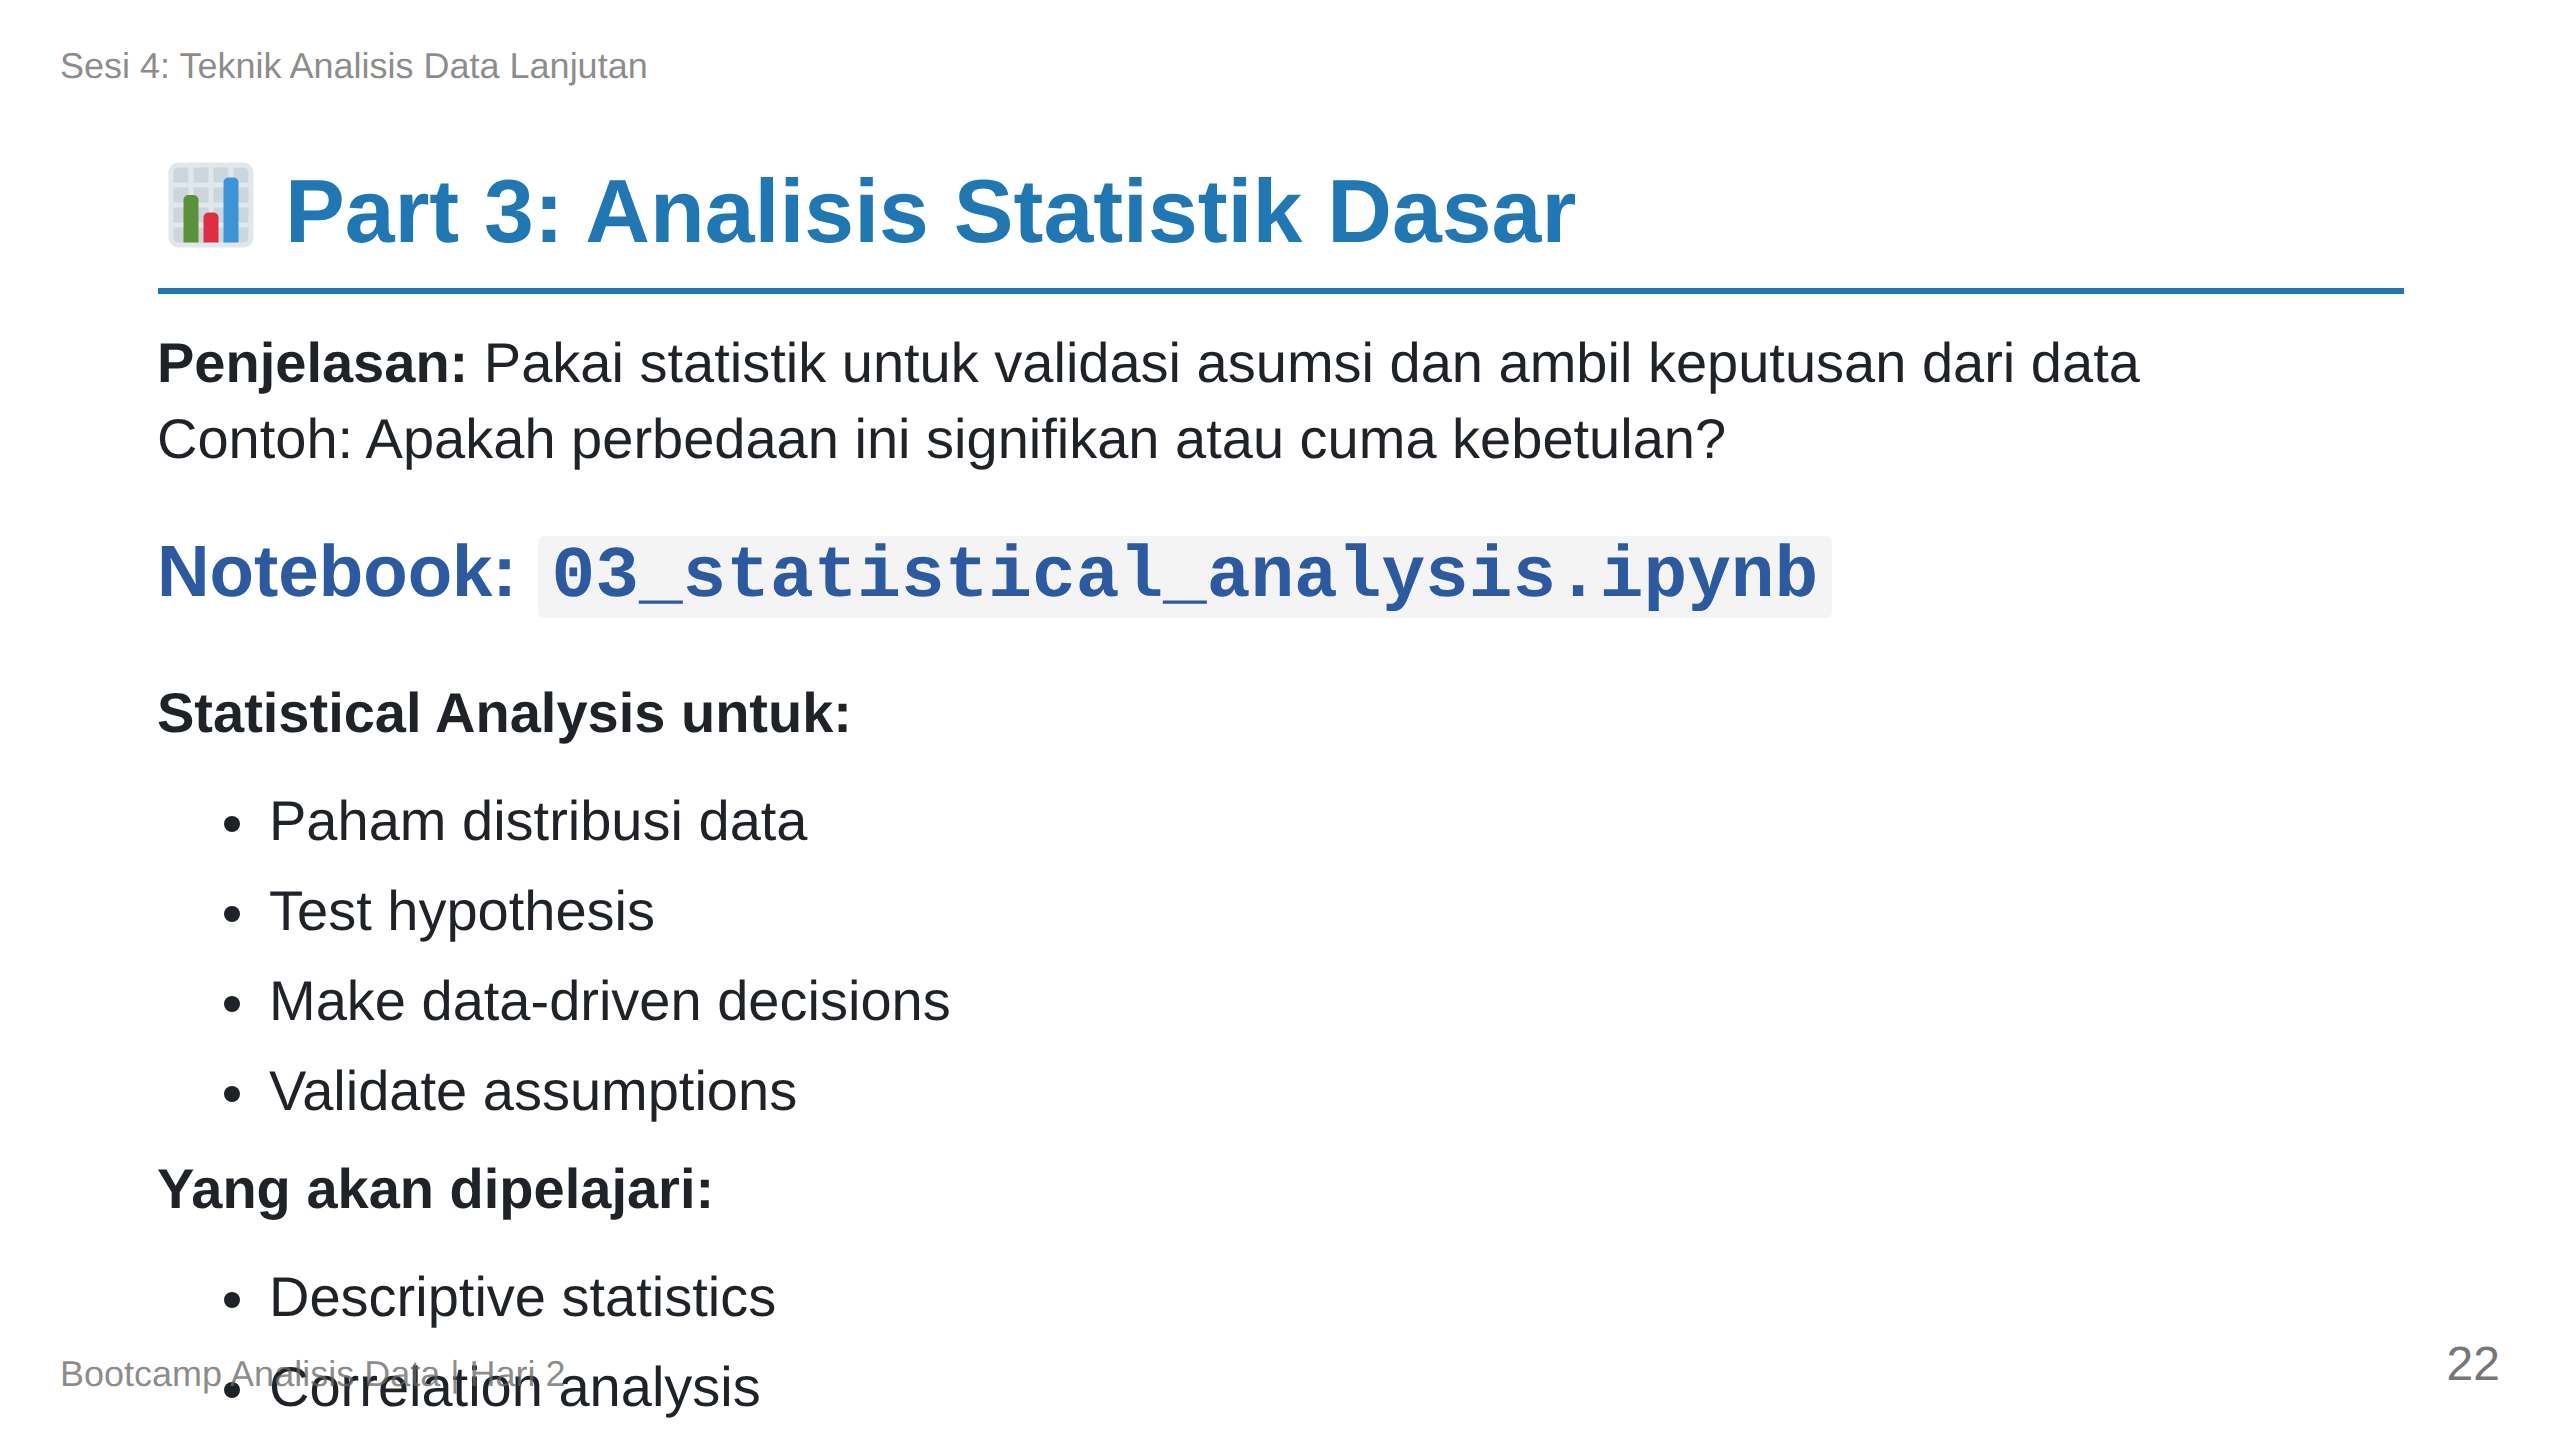 Sesi 4: Teknik Analisis Data Lanjutan
Part 3: Analisis Statistik Dasar
Penjelasan: Pakai statistik untuk validasi asumsi dan ambil keputusan dari data
Contoh: Apakah perbedaan ini signifikan atau cuma kebetulan?
Notebook: 03_statistical_analysis.ipynb
Statistical Analysis untuk:
• Paham distribusi data
• Test hypothesis
• Make data-driven decisions
• Validate assumptions
Yang akan dipelajari:
• Descriptive statistics
• Correlation analysis
Bootcamp Analisis Data | Hari 2
22